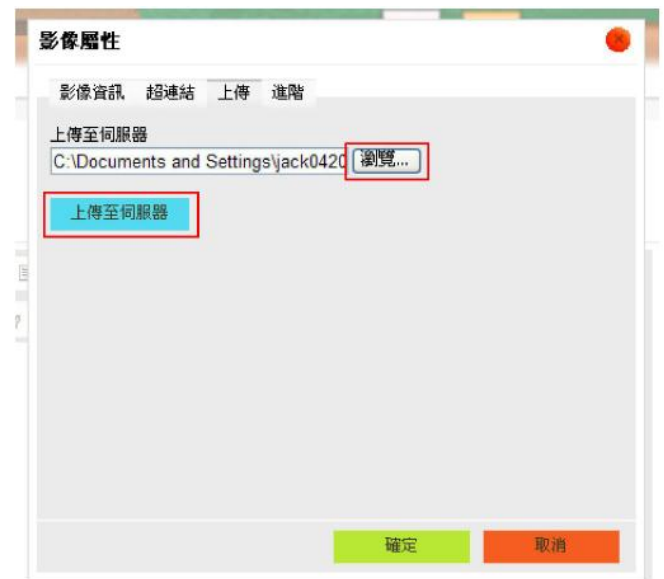 影像屬性
影像資訊 超連結 上傳 進階
上傳至伺服器
C:\Documents and Settings\jack0420 瀏覽...
上傳至伺服器
確定 取消